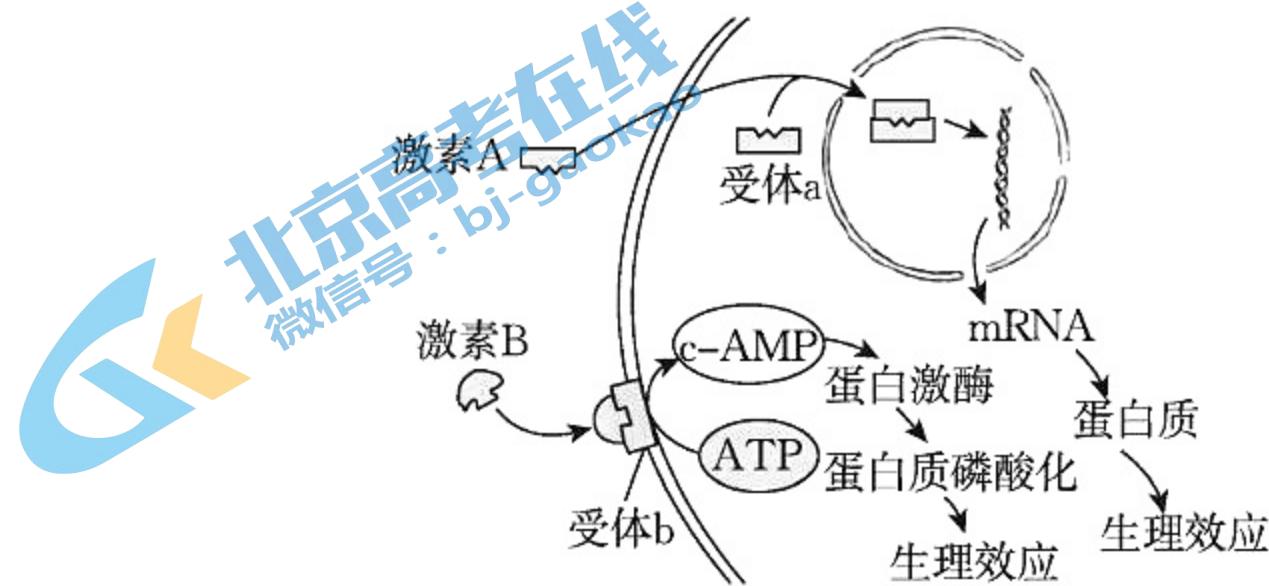 北京高考在线
微信号：bj-gaokao
激素A
受体a
激素B
mRNA
c-AMP
蛋白激酶
蛋白质
ATP
蛋白质磷酸化
受体b
生理效应
生理效应